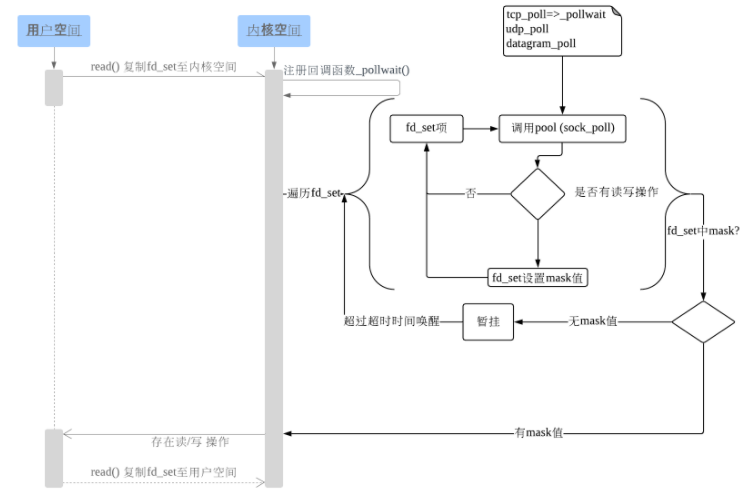 tcp_poll=>_pollwait
udp_poll
datagram_poll
用户空间
内核空间
read() 复制fd_set至内核空间
注册回调函数_pollwait()
fd_set项
调用pool (sock_poll)
遍历fd_set
否
是否有读写操作
fd_set中mask?
fd_set设置mask值
超过超时时间唤醒
暂挂
无mask值
有mask值
存在读/写 操作
read() 复制fd_set至用户空间